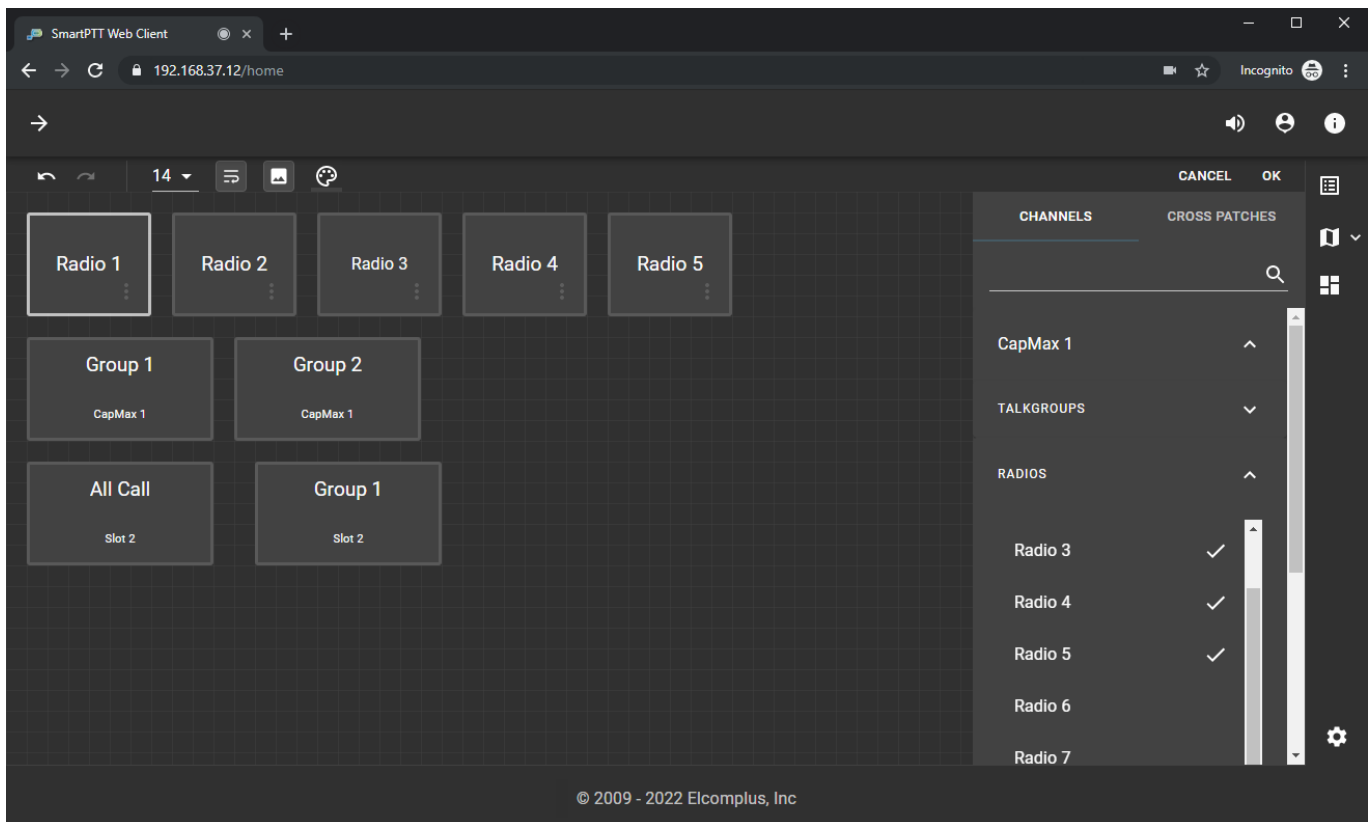 SmartPTT Web Client
192.168.37.12/home
Incognito
14
CANCEL OK
Radio 1 Radio 2 Radio 3 Radio 4 Radio 5
Group 1 Group 2
CapMax 1 CapMax 1
All Call Group 1
Slot 2 Slot 2
CHANNELS CROSS PATCHES
CapMax 1
TALKGROUPS
RADIOS
Radio 3
Radio 4
Radio 5
Radio 6
Radio 7
© 2009 - 2022 Elcomplus, Inc